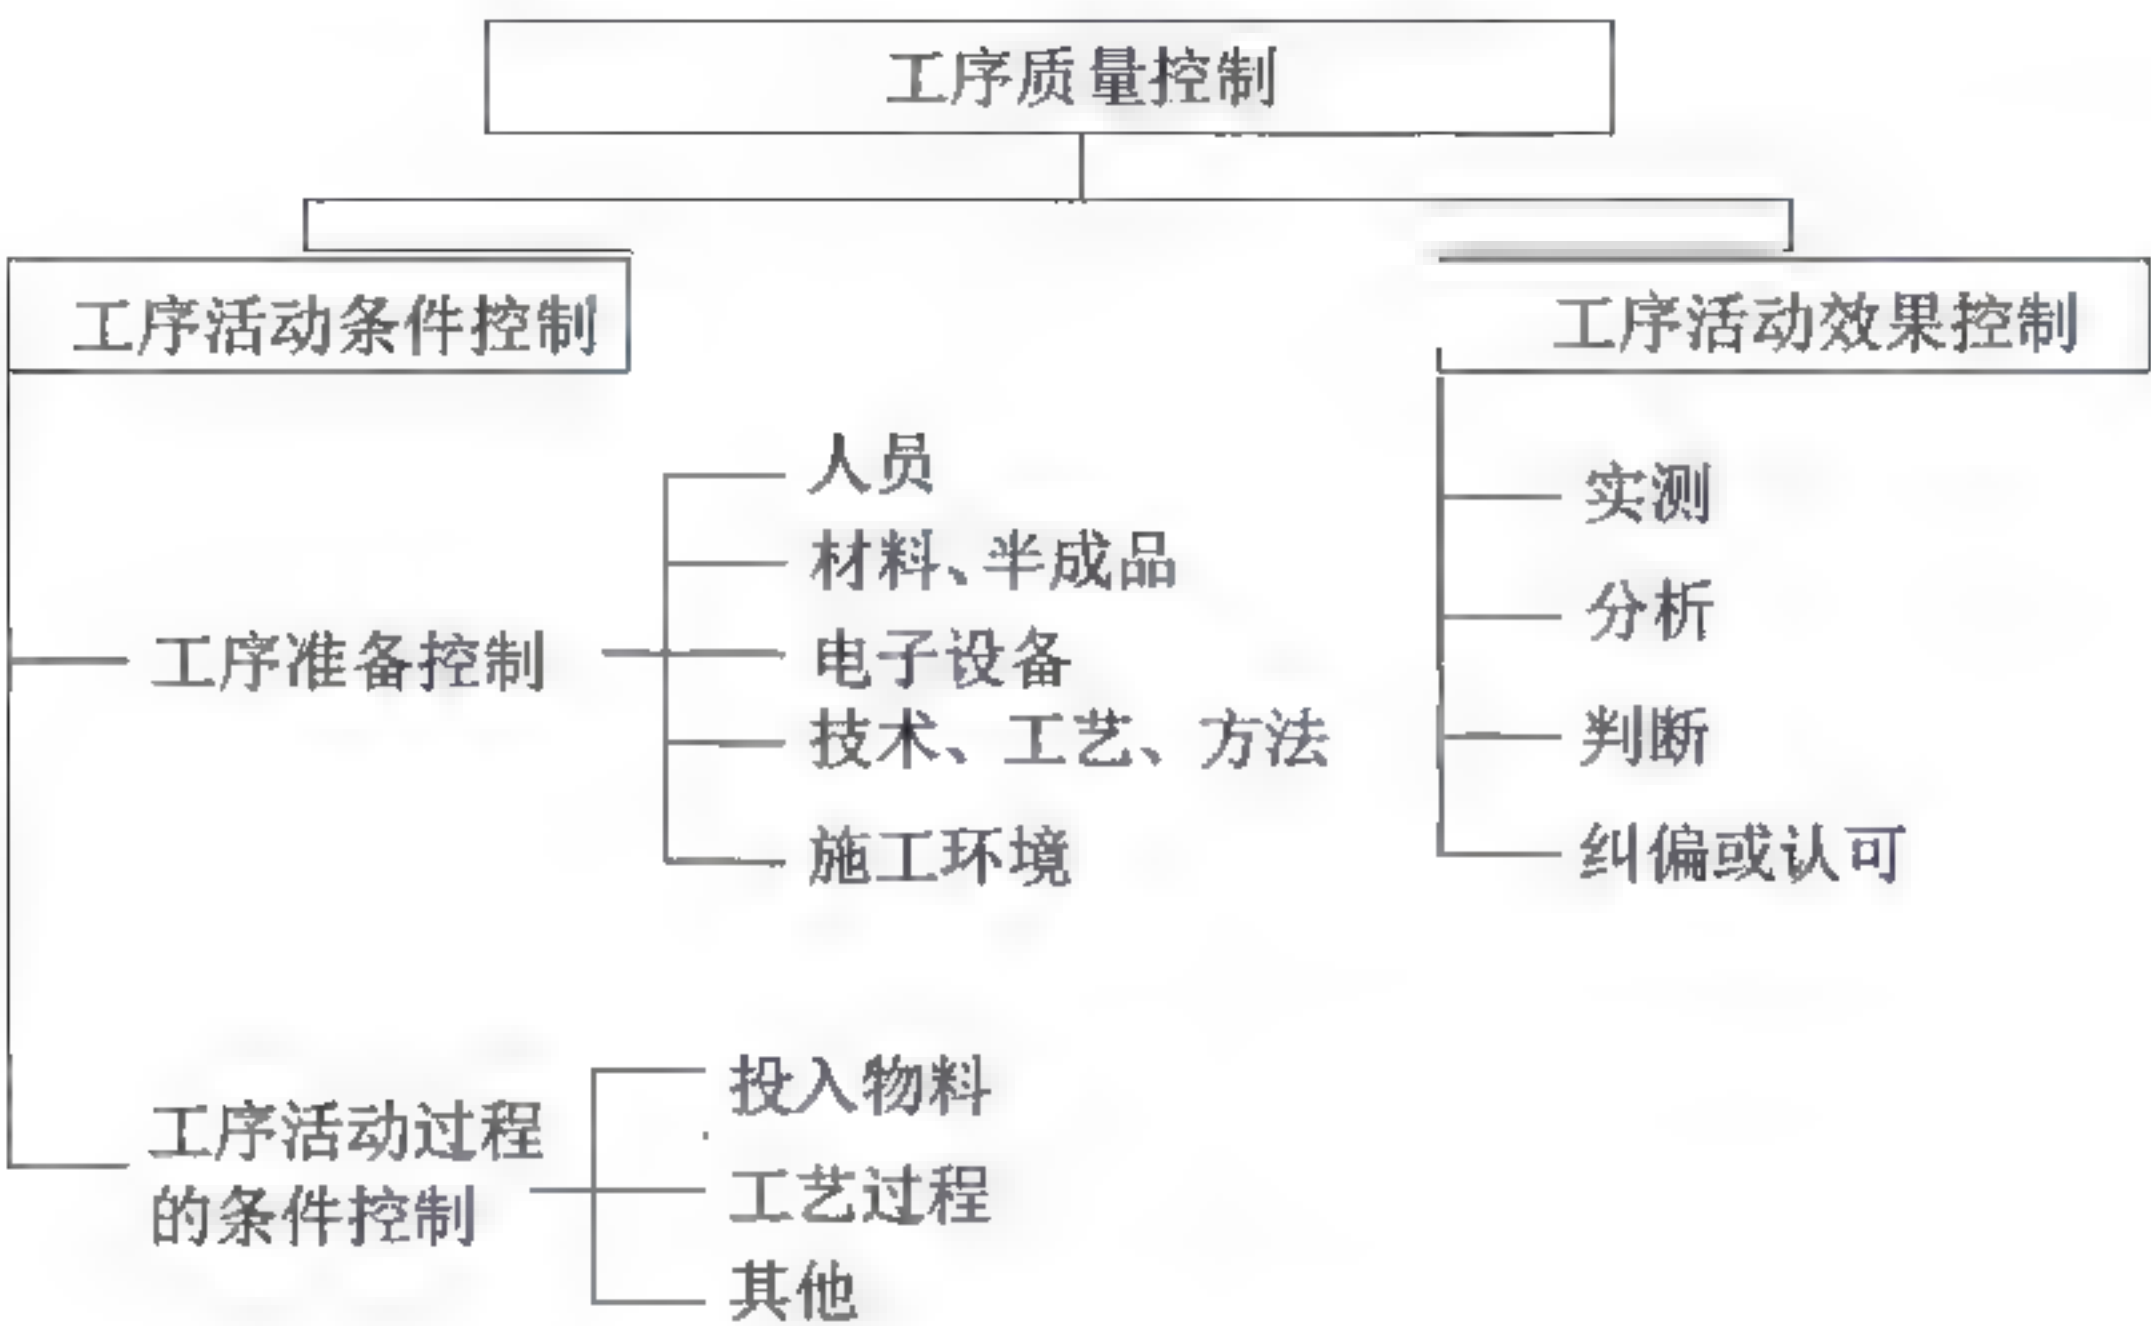 工序质量控制
工序活动条件控制
工序活动效果控制
工序准备控制
人员
材料、半成品
电子设备
技术、工艺、方法
施工环境
工序活动过程
的条件控制
投入物料
工艺过程
其他
实测
分析
判断
纠偏或认可